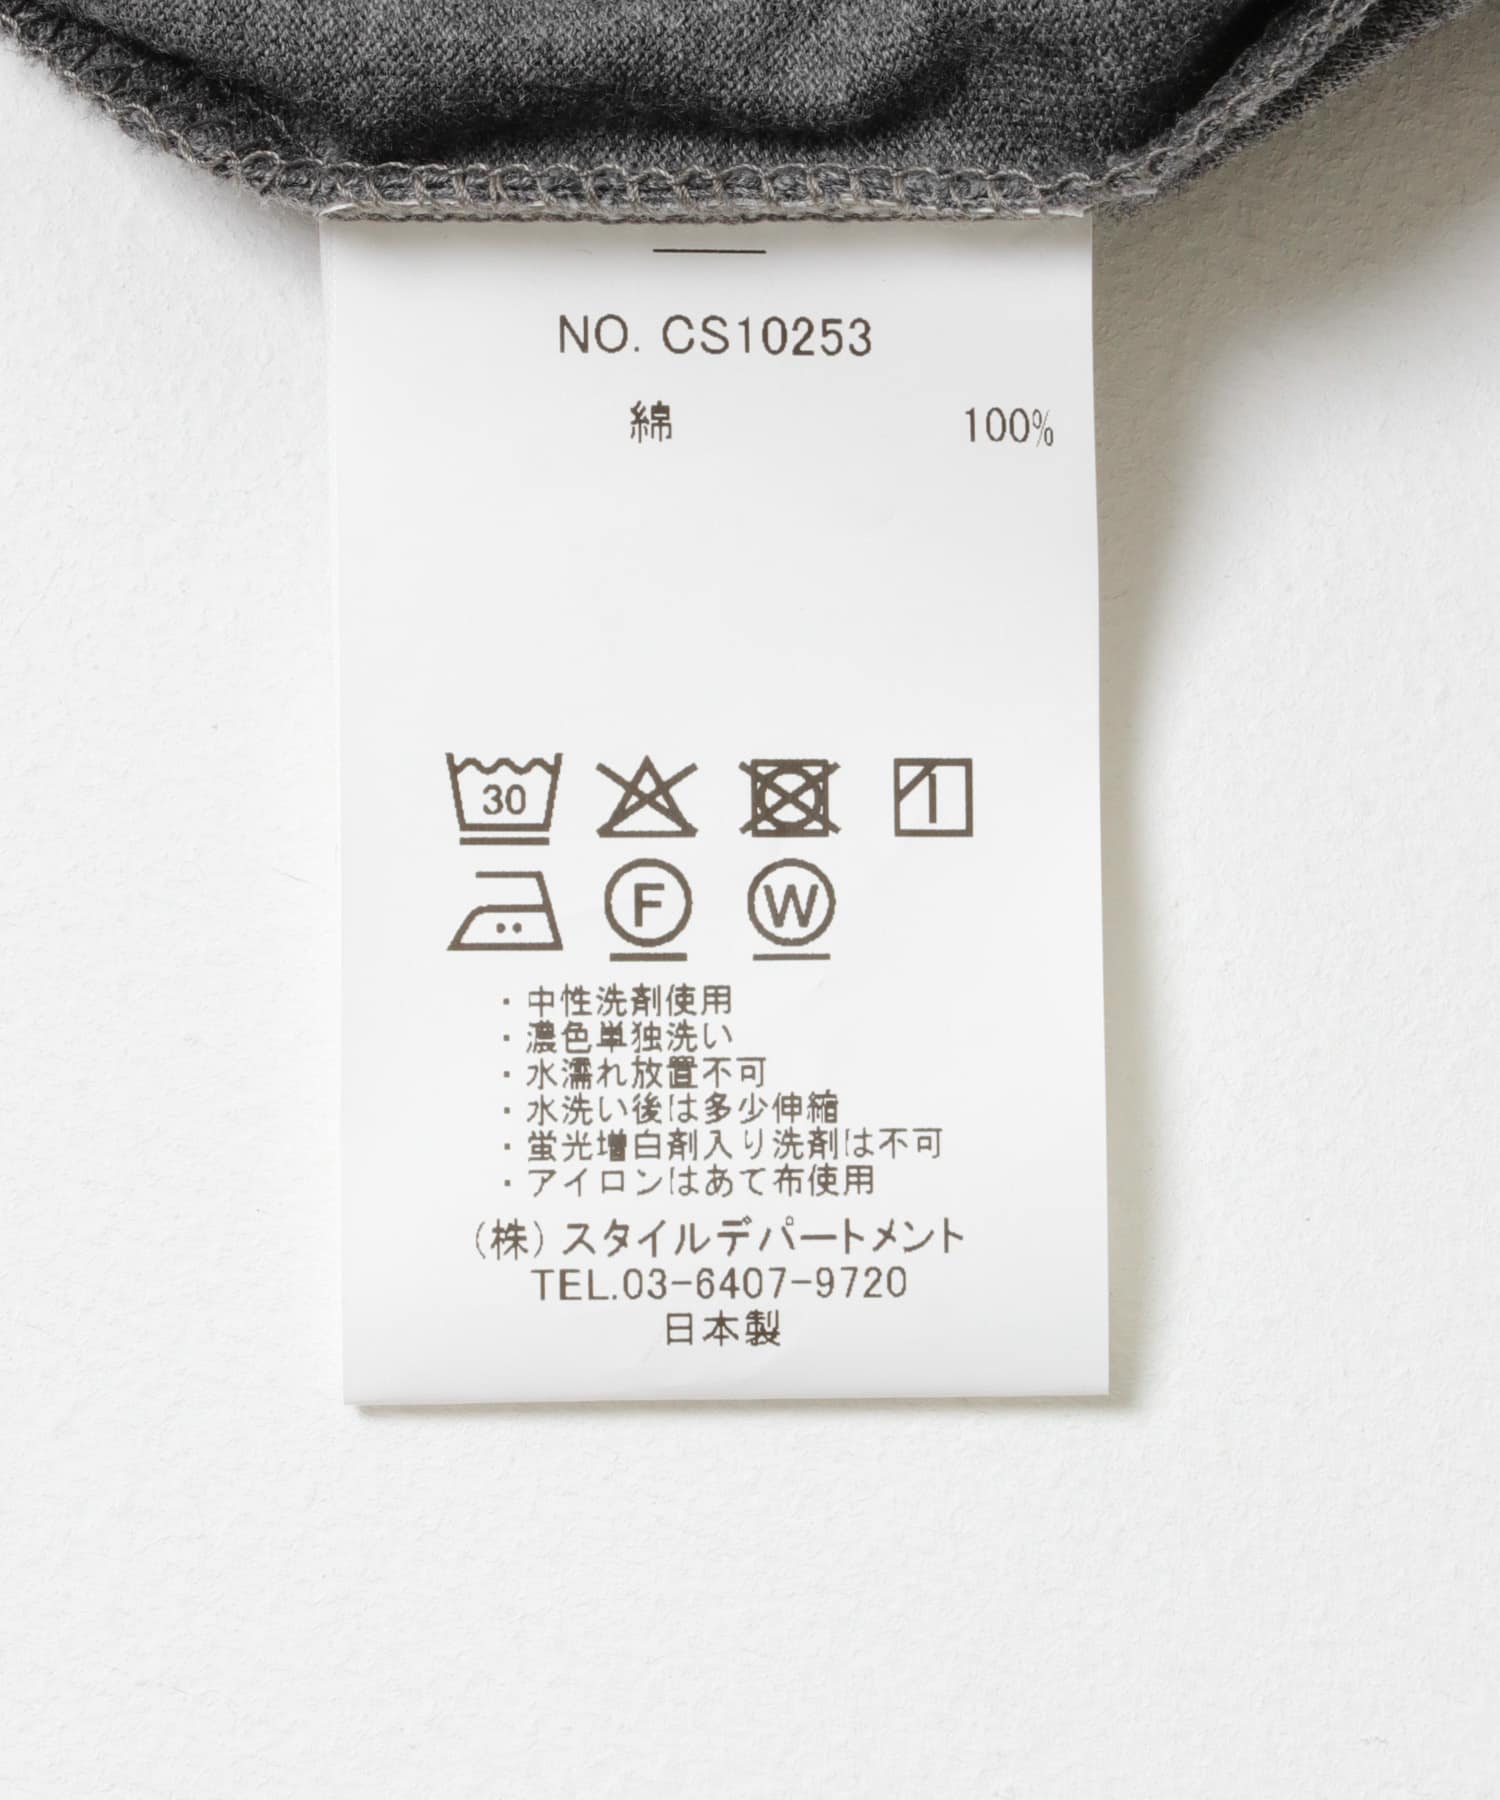 NO. CS10253
綿 100%
30
F W
・中性洗剤使用
・濃色単独洗い
・水濡れ放置不可
・水洗い後は多少伸縮
・蛍光増白剤入り洗剤は不可
・アイロンはあて布使用
(株)スタイルデパートメント
TEL.03-6407-9720
日本製